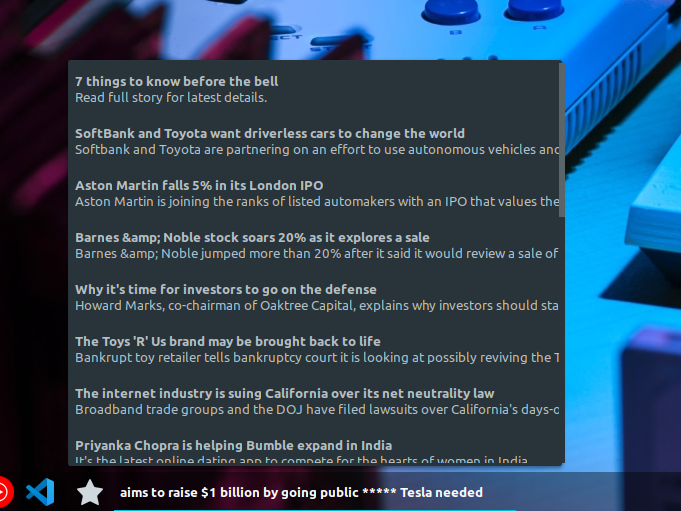 7 things to know before the bell
Read full story for latest details.
SoftBank and Toyota want driverless cars to change the world
Softbank and Toyota are partnering on an effort to use autonomous vehicles and
Aston Martin falls 5% in its London IPO
Aston Martin is joining the ranks of listed automakers with an IPO that values the
Barnes &amp; Noble stock soars 20% as it explores a sale
Barnes &amp; Noble jumped more than 20% after it said it would review a sale of
Why it's time for investors to go on the defense
Howard Marks, co-chairman of Oaktree Capital, explains why investors should sta
The Toys 'R' Us brand may be brought back to life
Bankrupt toy retailer tells bankruptcy court it is looking at possibly reviving the T
The internet industry is suing California over its net neutrality law
Broadband trade groups and the DOJ have filed lawsuits over California's days-o
Priyanka Chopra is helping Bumble expand in India
It's the latest online dating app to compete for the hearts of women in India
aims to raise $1 billion by going public ***** Tesla needed